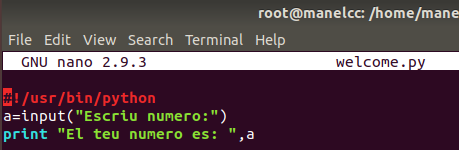 root@manelcc: /home/mane
File Edit View Search Terminal Help
GNU nano 2.9.3 welcome.py
#!/usr/bin/python
a=input("Escriu numero:")
print "El teu numero es: ",a